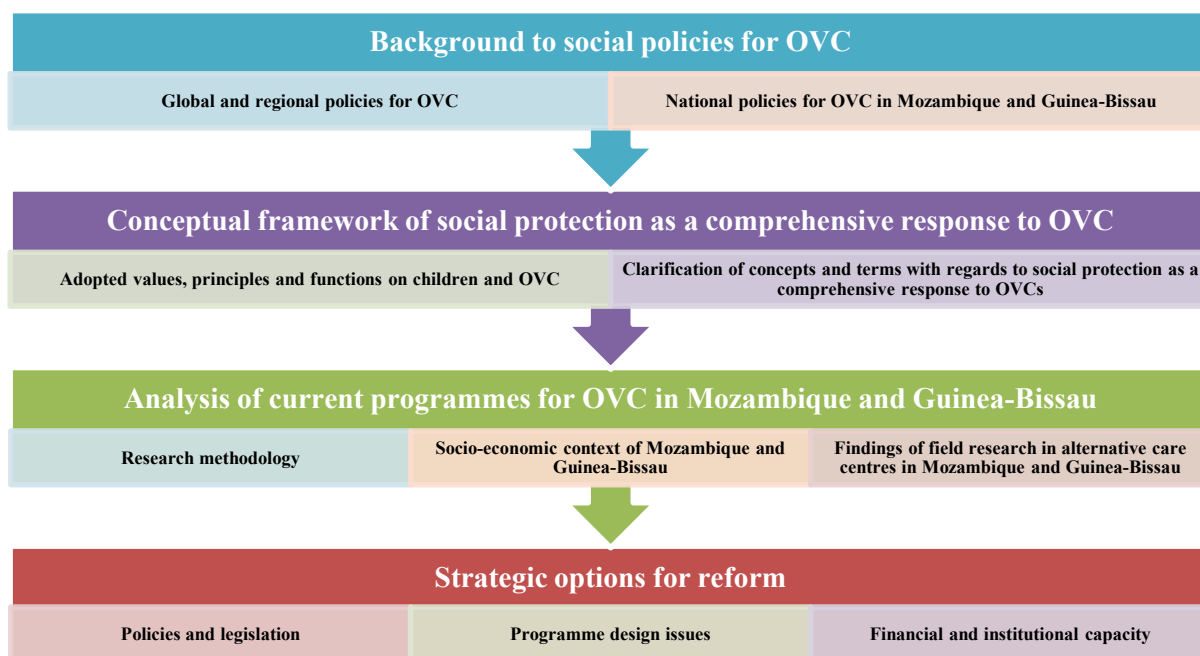 Background to social policies for OVC
Global and regional policies for OVC
National policies for OVC in Mozambique and Guinea-Bissau
Conceptual framework of social protection as a comprehensive response to OVC
Adopted values, principles and functions on children and OVC
Clarification of concepts and terms with regards to social protection as a
comprehensive response to OVCs
Analysis of current programmes for OVC in Mozambique and Guinea-Bissau
Research methodology
Socio-economic context of Mozambique and
Guinea-Bissau
Findings of field research in alternative care
centres in Mozambique and Guinea-Bissau
Strategic options for reform
Policies and legislation
Programme design issues
Financial and institutional capacity